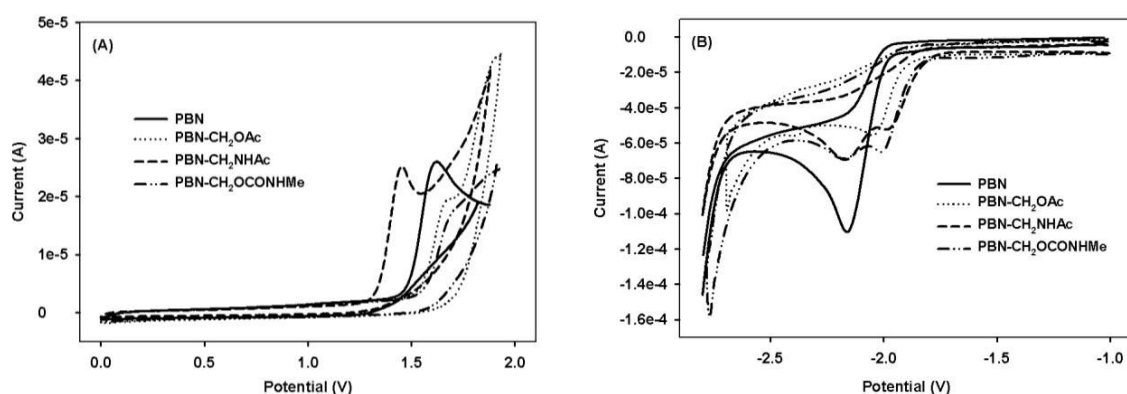 (A)
5e-5
4e-5
3e-5
2e-5
1e-5
0
Current (A)
PBN
PBN-CH₂OAc
PBN-CH₂NHAc
PBN-CH₂OCONHMe
0.0 0.5 1.0 1.5 2.0
Potential (V)
(B)
0.0
-2.0e-5
-4.0e-5
-6.0e-5
-8.0e-5
-1.0e-4
-1.2e-4
-1.4e-4
-1.6e-4
Current (A)
PBN
PBN-CH₂OAc
PBN-CH₂NHAc
PBN-CH₂OCONHMe
-2.5 -2.0 -1.5 -1.0
Potential (V)